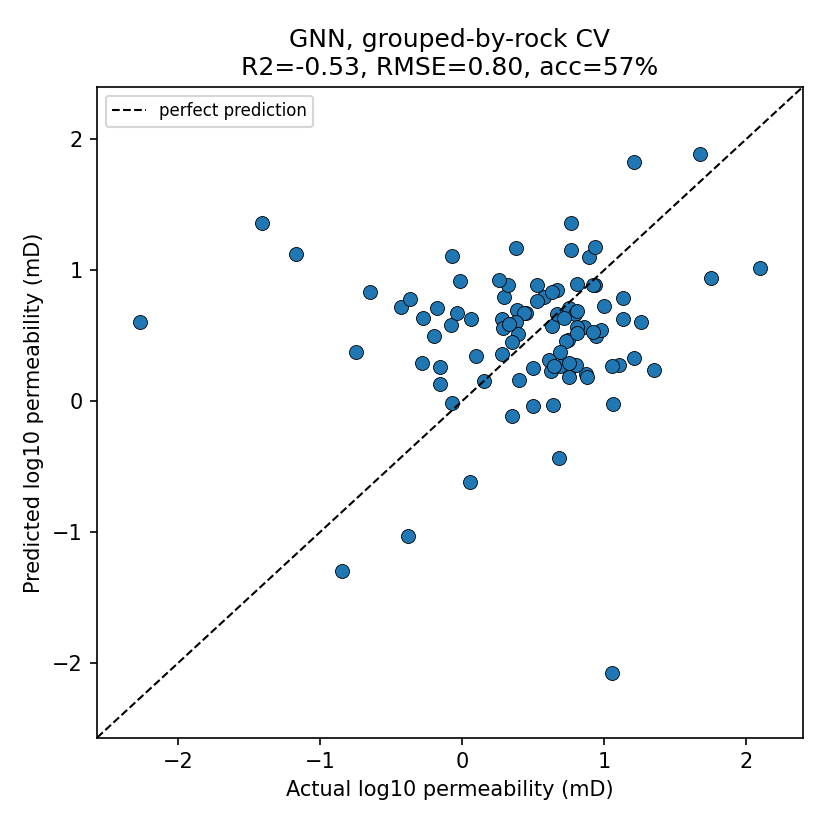 GNN, grouped-by-rock CV
R2=-0.53, RMSE=0.80, acc=57%
perfect prediction
Predicted log10 permeability (mD)
2
1
0
−1
−2
−2
−1
0
1
2
Actual log10 permeability (mD)